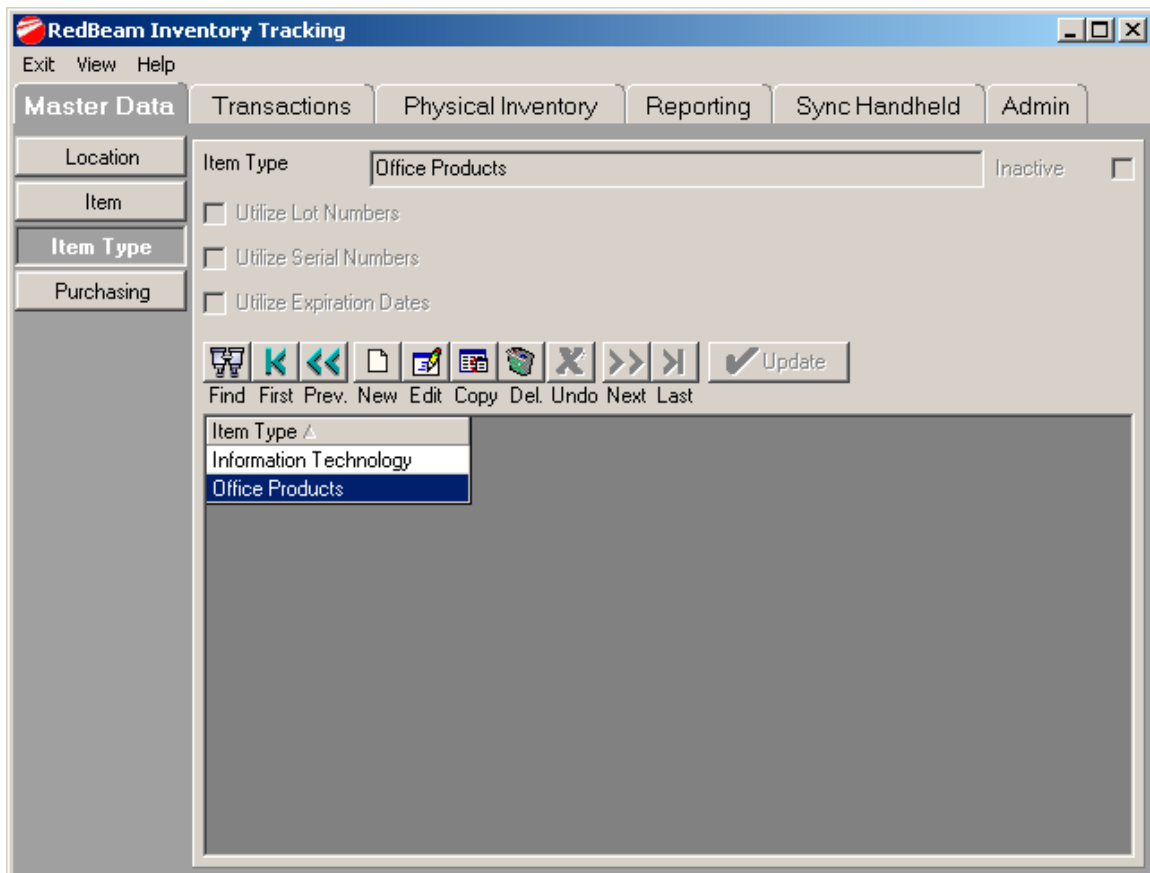 RedBeam Inventory Tracking
Exit View Help
Master Data Transactions Physical Inventory Reporting Sync Handheld Admin
Location
Item
Item Type
Purchasing
Item Type Office Products Inactive
Utilize Lot Numbers
Utilize Serial Numbers
Utilize Expiration Dates
Update
Find First Prev. New Edit Copy Del. Undo Next Last
Item Type
Information Technology
Office Products